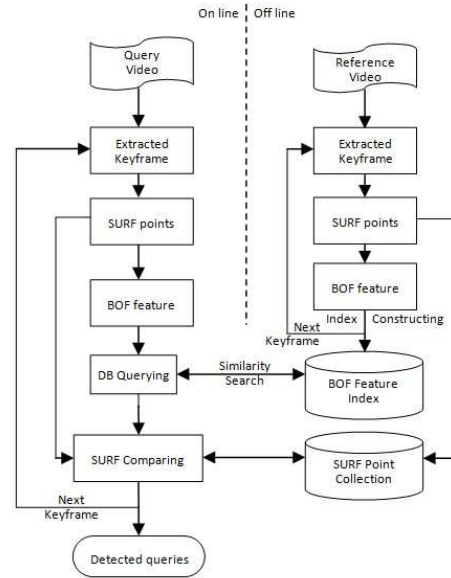 On line
Off line
Query
Video
Reference
Video
Extracted
Keyframe
Extracted
Keyframe
SURF points
SURF points
BOF feature
BOF feature
Index Constructing
Next
Keyframe
DB Querying
Similarity
Search
BOF Feature
Index
SURF Comparing
SURF Point
Collection
Next
Keyframe
Detected queries